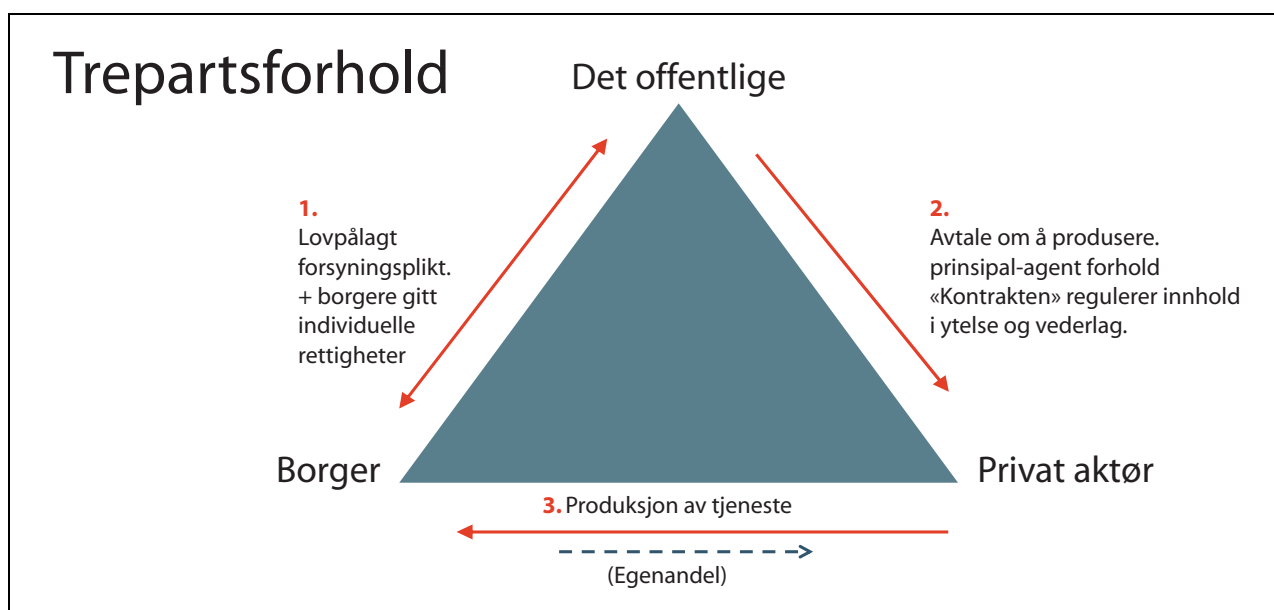 Trepartsforhold
Det offentlige
1.
Lovpålagt
forsyningsplikt.
+ borgere gitt
individuelle
rettigheter
2.
Avtale om å produsere.
prinsipal-agent forhold
«Kontrakten» regulerer innhold
i ytelse og vederlag.
Borger
Privat aktør
3. Produksjon av tjeneste
(Egenandel)